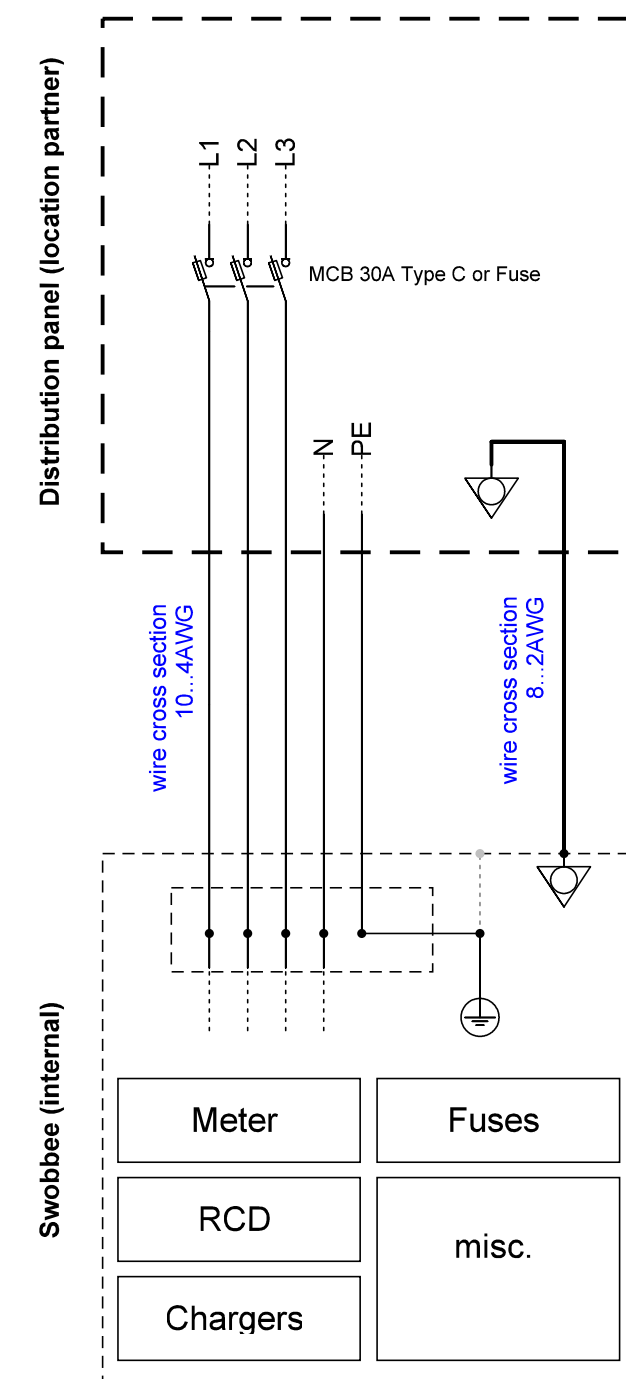 Distribution panel (location partner)
L1
L2
L3
MCB 30A Type C or Fuse
N
PE
wire cross section
10...4AWG
wire cross section
8...2AWG
Swobbee (internal)
Meter
Fuses
RCD
misc.
Chargers